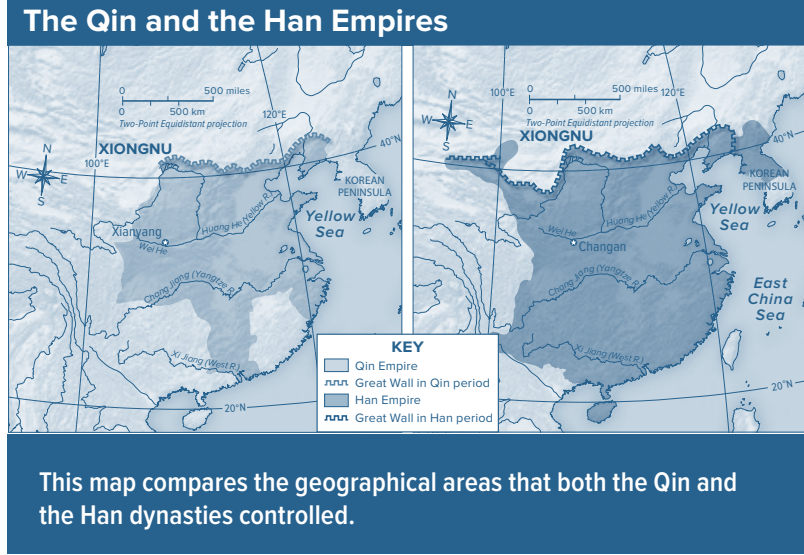 The Qin and the Han Empires
0 500 miles
0 500 km
Two-Point Equidistant projection
120°E
XIONGNU
100°E
40°N
N
W E
S
KOREAN
PENINSULA
Yellow
Sea
Xianyang
Huang He (Yellow R.)
Wei He
Chang Jiang (Yangtze R.)
Xi Jiang (West R.)
20°N
100°E
0 500 miles
120°E
0 500 km
Two-Point Equidistant projection
N
W E
S
XIONGNU
40°N
KOREAN
PENINSULA
Yellow
Sea
Huang He (Yellow R.)
Wei He
Changan
Chang Jiang (Yangtze R.)
East
China
Sea
Xi Jiang (West R.)
20°N
KEY
Qin Empire
Great Wall in Qin period
Han Empire
Great Wall in Han period
This map compares the geographical areas that both the Qin and
the Han dynasties controlled.